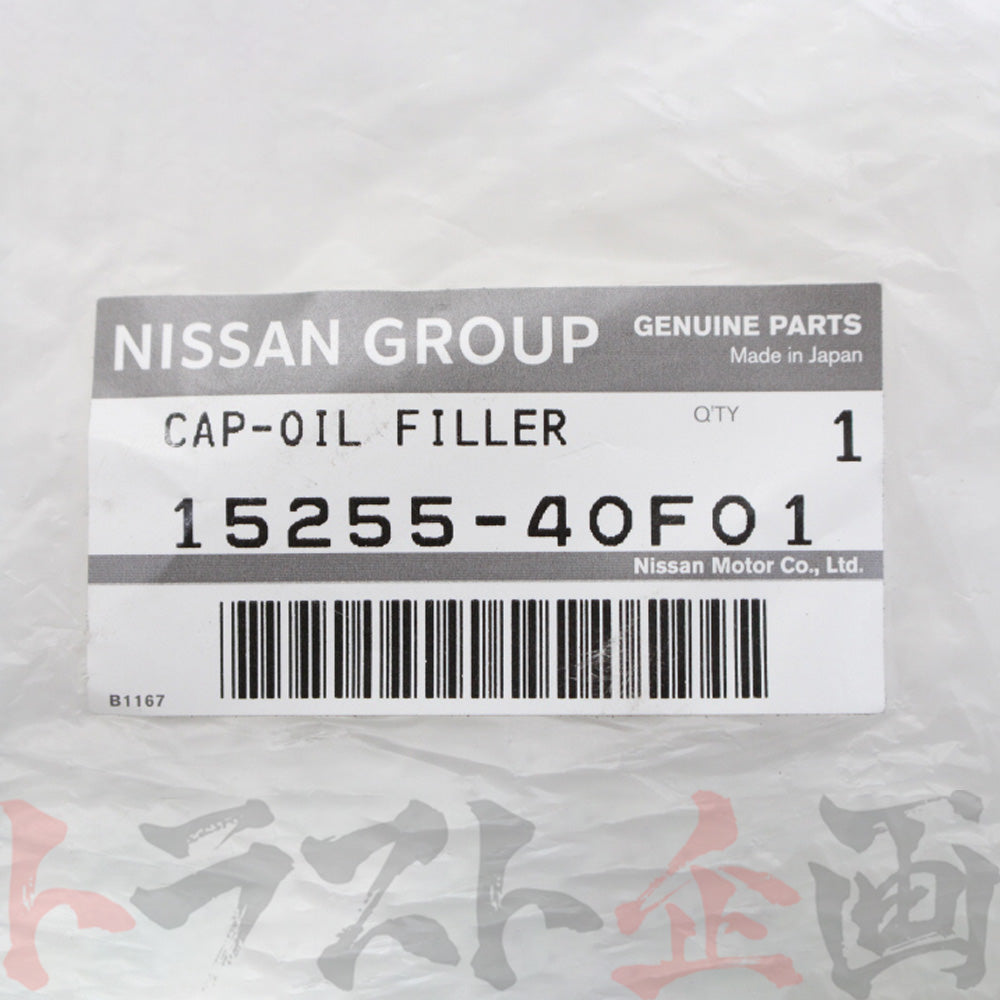 NISSAN GROUP GENUINE PARTS
Made in Japan
CAP-OIL FILLER Q'TY 1
15255-40F01
Nissan Motor Co., Ltd.
B1167
トラスト企画